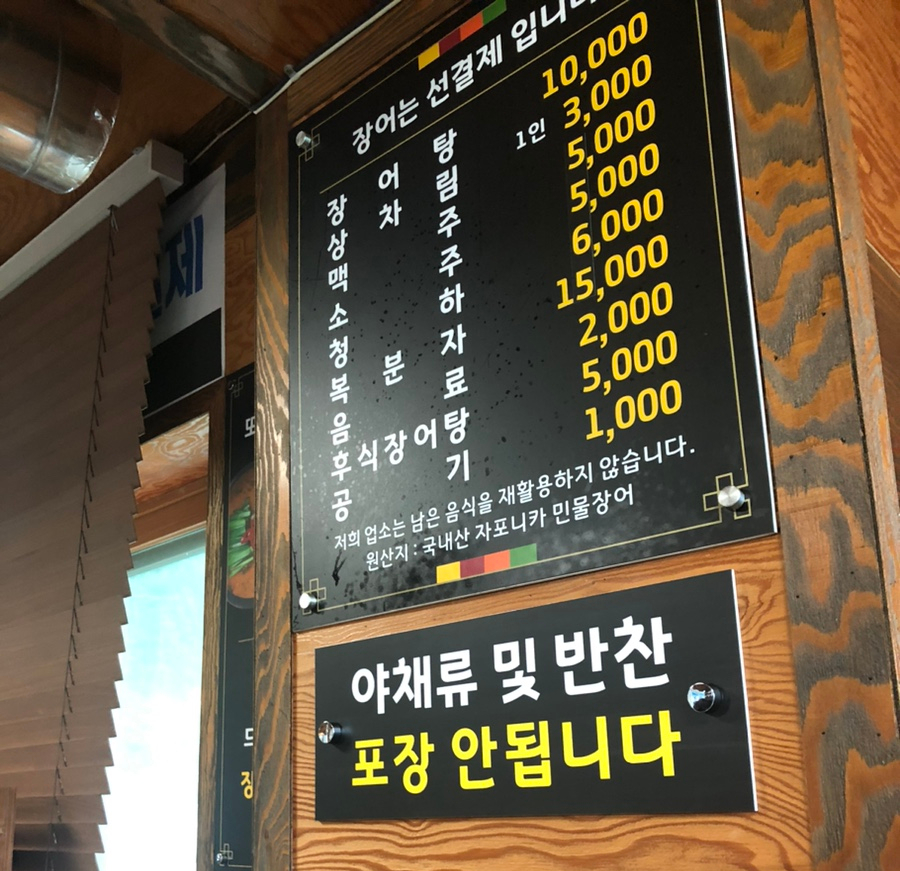 장어는 선결제 입니다
장어탕 10,000
상차림 1인 3,000
맥주 5,000
소주 5,000
청하 6,000
복분자 15,000
음료 2,000
후식장어탕 5,000
공기 1,000
저희 업소는 남은 음식을 재활용하지 않습니다.
원산지 : 국내산 자포니카 민물장어
야채류 및 반찬
포장 안됩니다